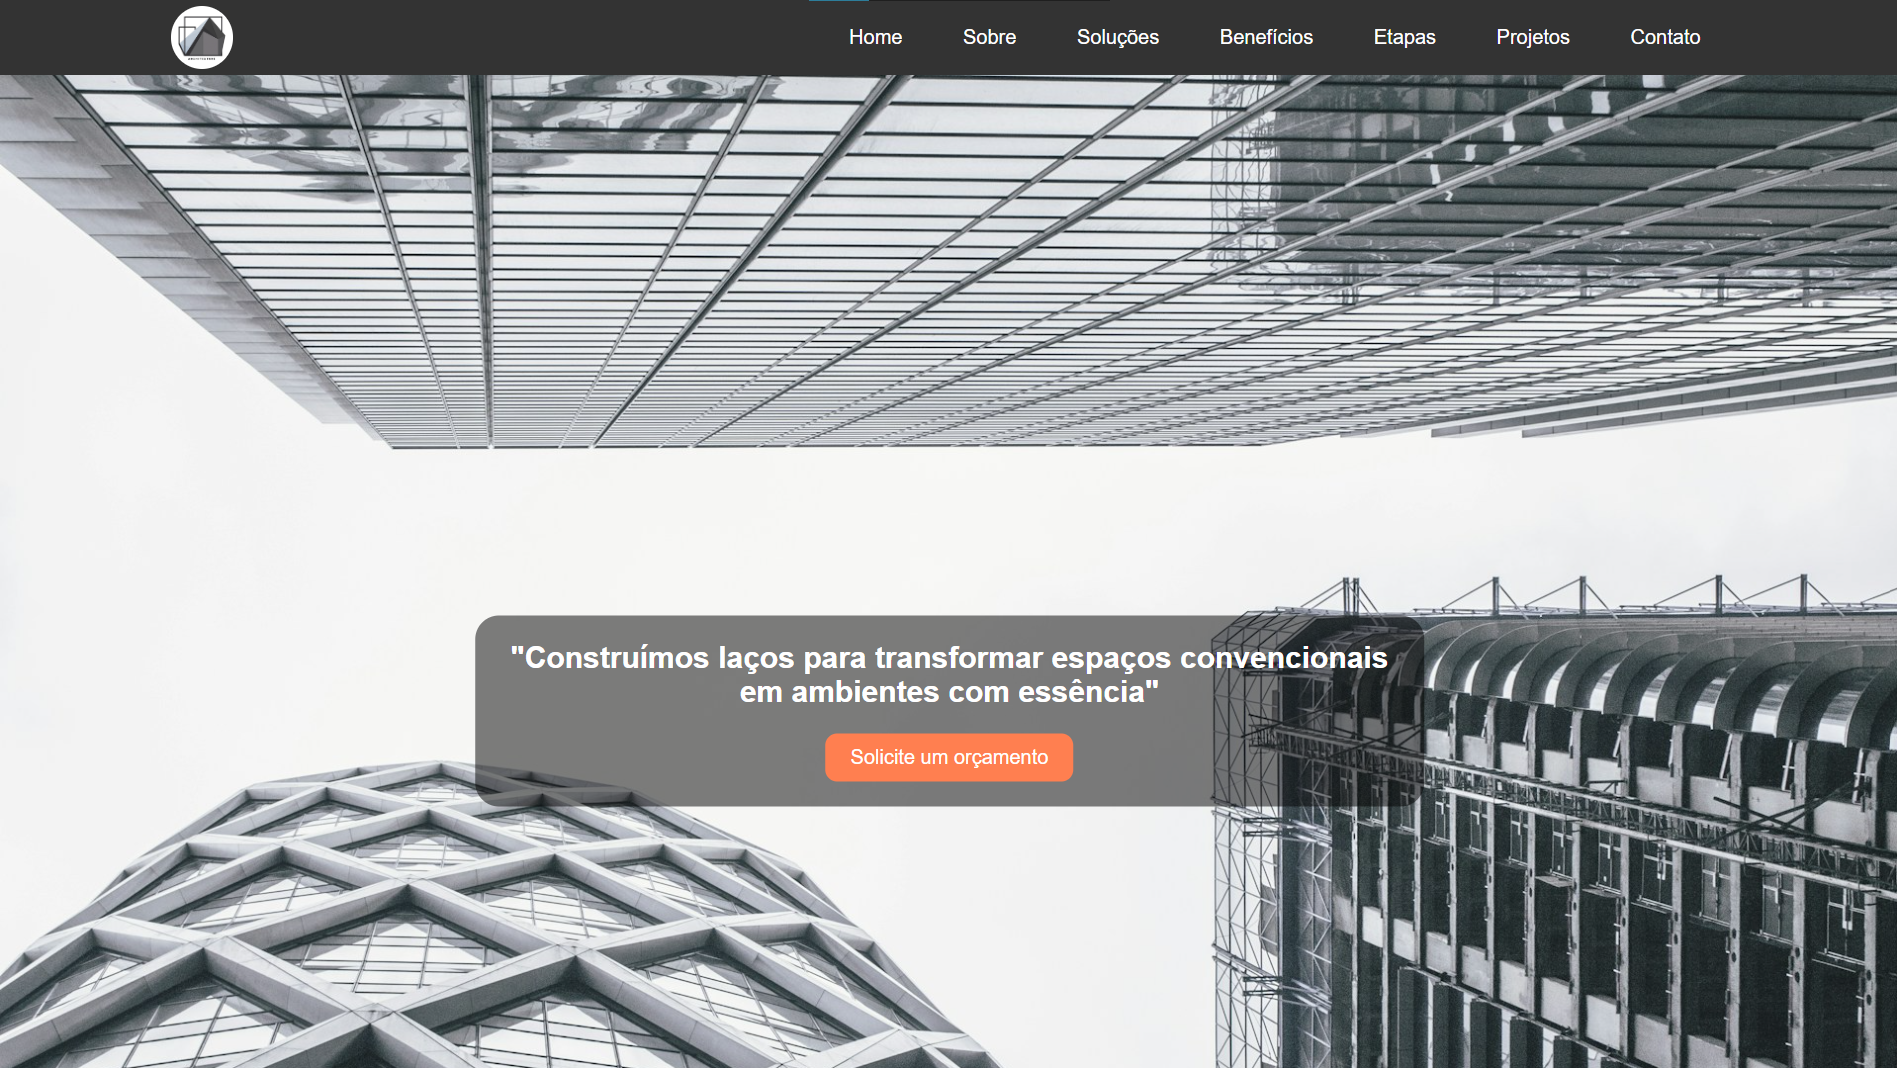 Home Sobre Soluções Benefícios Etapas Projetos Contato
"Construímos laços para transformar espaços convencionais
em ambientes com essência"
Solicite um orçamento